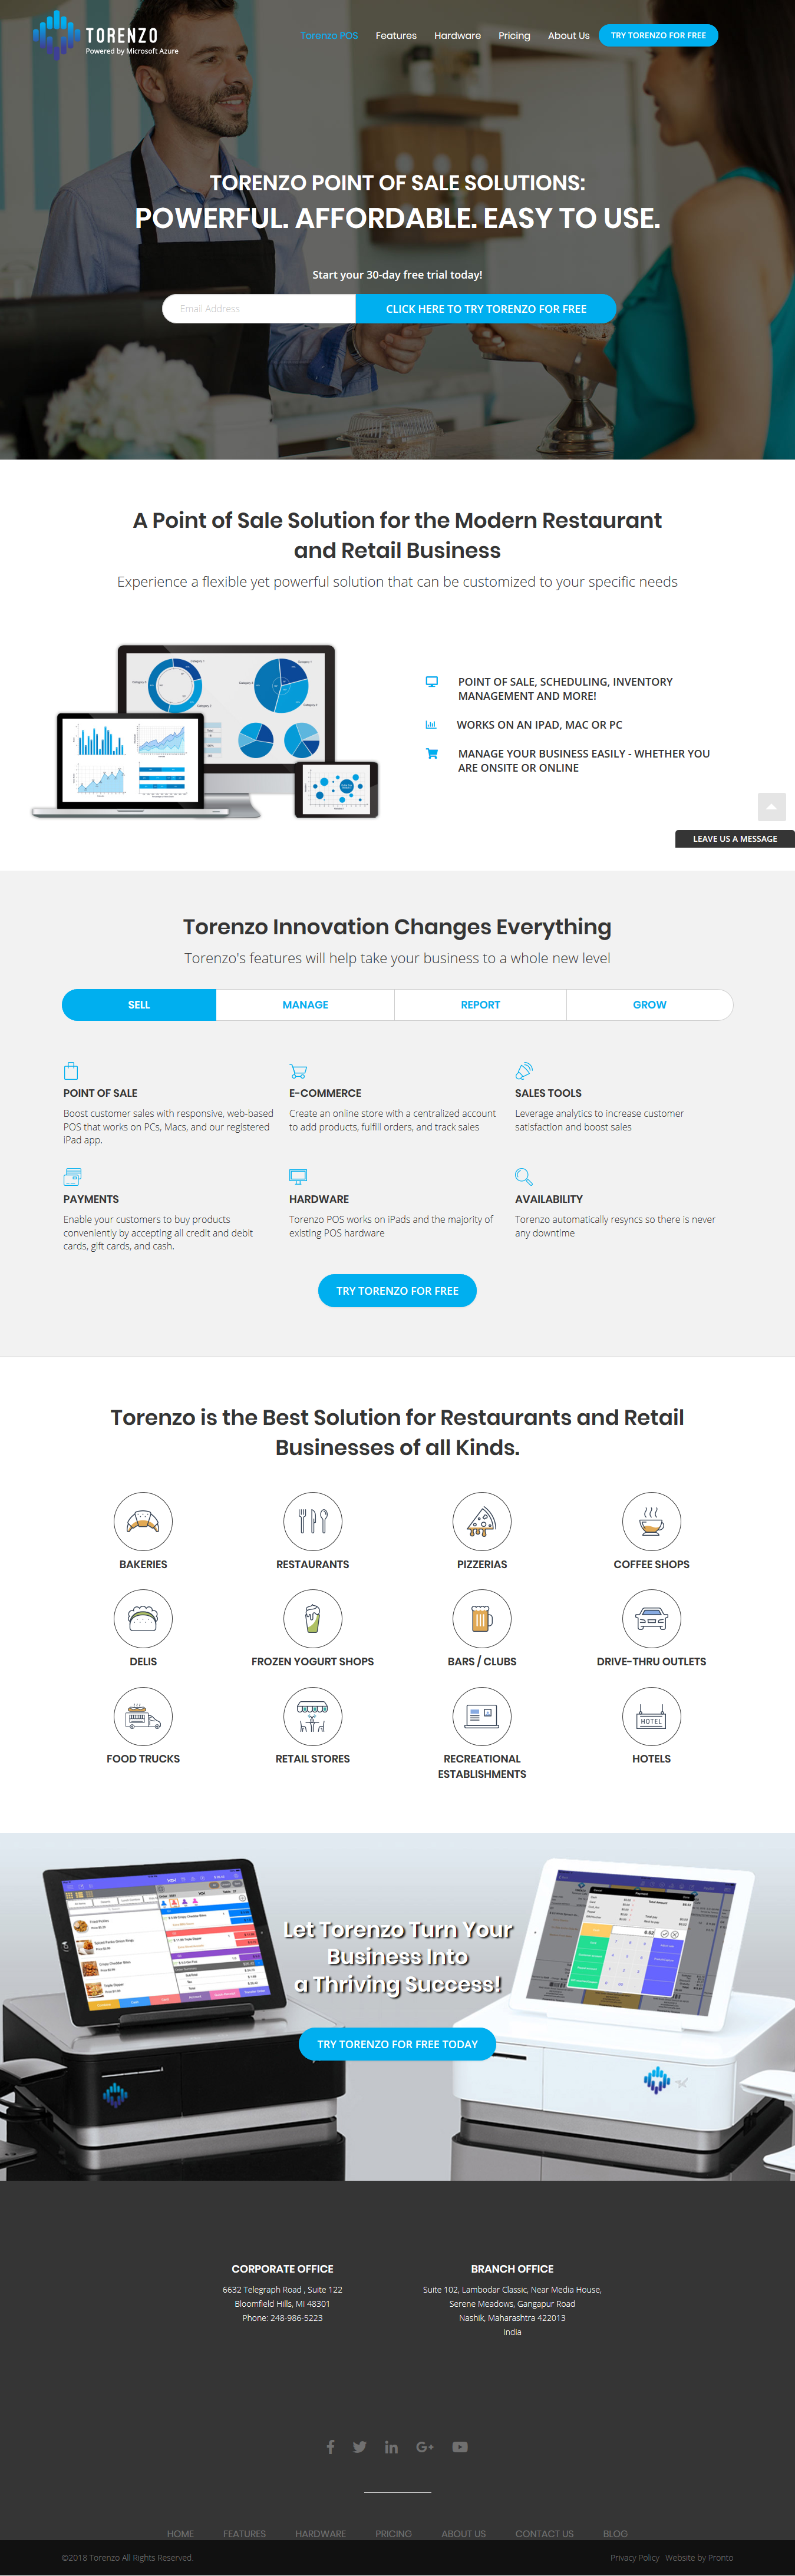 TORENZO
Powered by Microsoft Azure
Torenzo POS
Features
Hardware
Pricing
About Us
TRY TORENZO FOR FREE
TORENZO POINT OF SALE SOLUTIONS:
POWERFUL. AFFORDABLE. EASY TO USE.
Start your 30-day free trial today!
Email Address
CLICK HERE TO TRY TORENZO FOR FREE
A Point of Sale Solution for the Modern Restaurant
and Retail Business
Experience a flexible yet powerful solution that can be customized to your specific needs
POINT OF SALE, SCHEDULING, INVENTORY
MANAGEMENT AND MORE!
WORKS ON AN IPAD, MAC OR PC
MANAGE YOUR BUSINESS EASILY - WHETHER YOU
ARE ONSITE OR ONLINE
LEAVE US A MESSAGE
Torenzo Innovation Changes Everything
Torenzo's features will help take your business to a whole new level
SELL
MANAGE
REPORT
GROW
POINT OF SALE
Boost customer sales with responsive, web-based
POS that works on PCs, Macs, and our registered
iPad app.
E-COMMERCE
Create an online store with a centralized account
to add products, fulfill orders, and track sales
SALES TOOLS
Leverage analytics to increase customer
satisfaction and boost sales
PAYMENTS
Enable your customers to buy products
conveniently by accepting all credit and debit
cards, gift cards, and cash.
HARDWARE
Torenzo POS works on iPads and the majority of
existing POS hardware
AVAILABILITY
Torenzo automatically resyncs so there is never
any downtime
TRY TORENZO FOR FREE
Torenzo is the Best Solution for Restaurants and Retail
Businesses of all Kinds.
BAKERIES
RESTAURANTS
PIZZERIAS
COFFEE SHOPS
DELIS
FROZEN YOGURT SHOPS
BARS / CLUBS
DRIVE-THRU OUTLETS
HOTEL
FOOD TRUCKS
RETAIL STORES
RECREATIONAL
ESTABLISHMENTS
HOTELS
Let Torenzo Turn Your
Business Into
a Thriving Success!
TRY TORENZO FOR FREE TODAY
CORPORATE OFFICE
6632 Telegraph Road , Suite 122
Bloomfield Hills, MI 48301
Phone: 248-986-5223
BRANCH OFFICE
Suite 102, Lambodar Classic, Near Media House,
Serene Meadows, Gangapur Road
Nashik, Maharashtra 422013
India
HOME
FEATURES
HARDWARE
PRICING
ABOUT US
CONTACT US
BLOG
©2018 Torenzo All Rights Reserved.
Privacy Policy
Website by Pronto